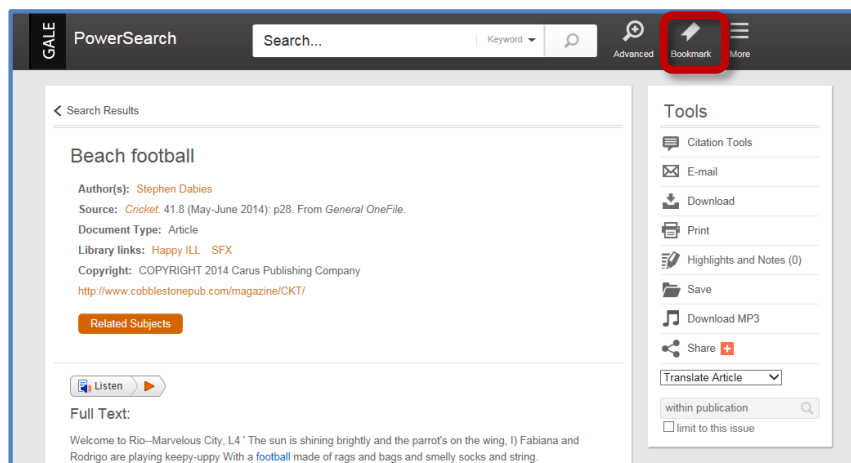 GALE
PowerSearch
Search...
Keyword
Advanced
Bookmark
More
Search Results
Beach football
Author(s): Stephen Dabies
Source: Cricket. 41.8 (May-June 2014): p28. From General OneFile.
Document Type: Article
Library links: Happy ILL SFX
Copyright: COPYRIGHT 2014 Carus Publishing Company
http://www.cobblestonepub.com/magazine/CKT/
Related Subjects
Listen
Full Text:
Welcome to Rio--Marvelous City, L4 ' The sun is shining brightly and the parrot's on the wing, I) Fabiana and
Rodrigo are playing keepy-uppy With a football made of rags and bags and smelly socks and string.
Tools
Citation Tools
E-mail
Download
Print
Highlights and Notes (0)
Save
Download MP3
Share
Translate Article
within publication
limit to this issue